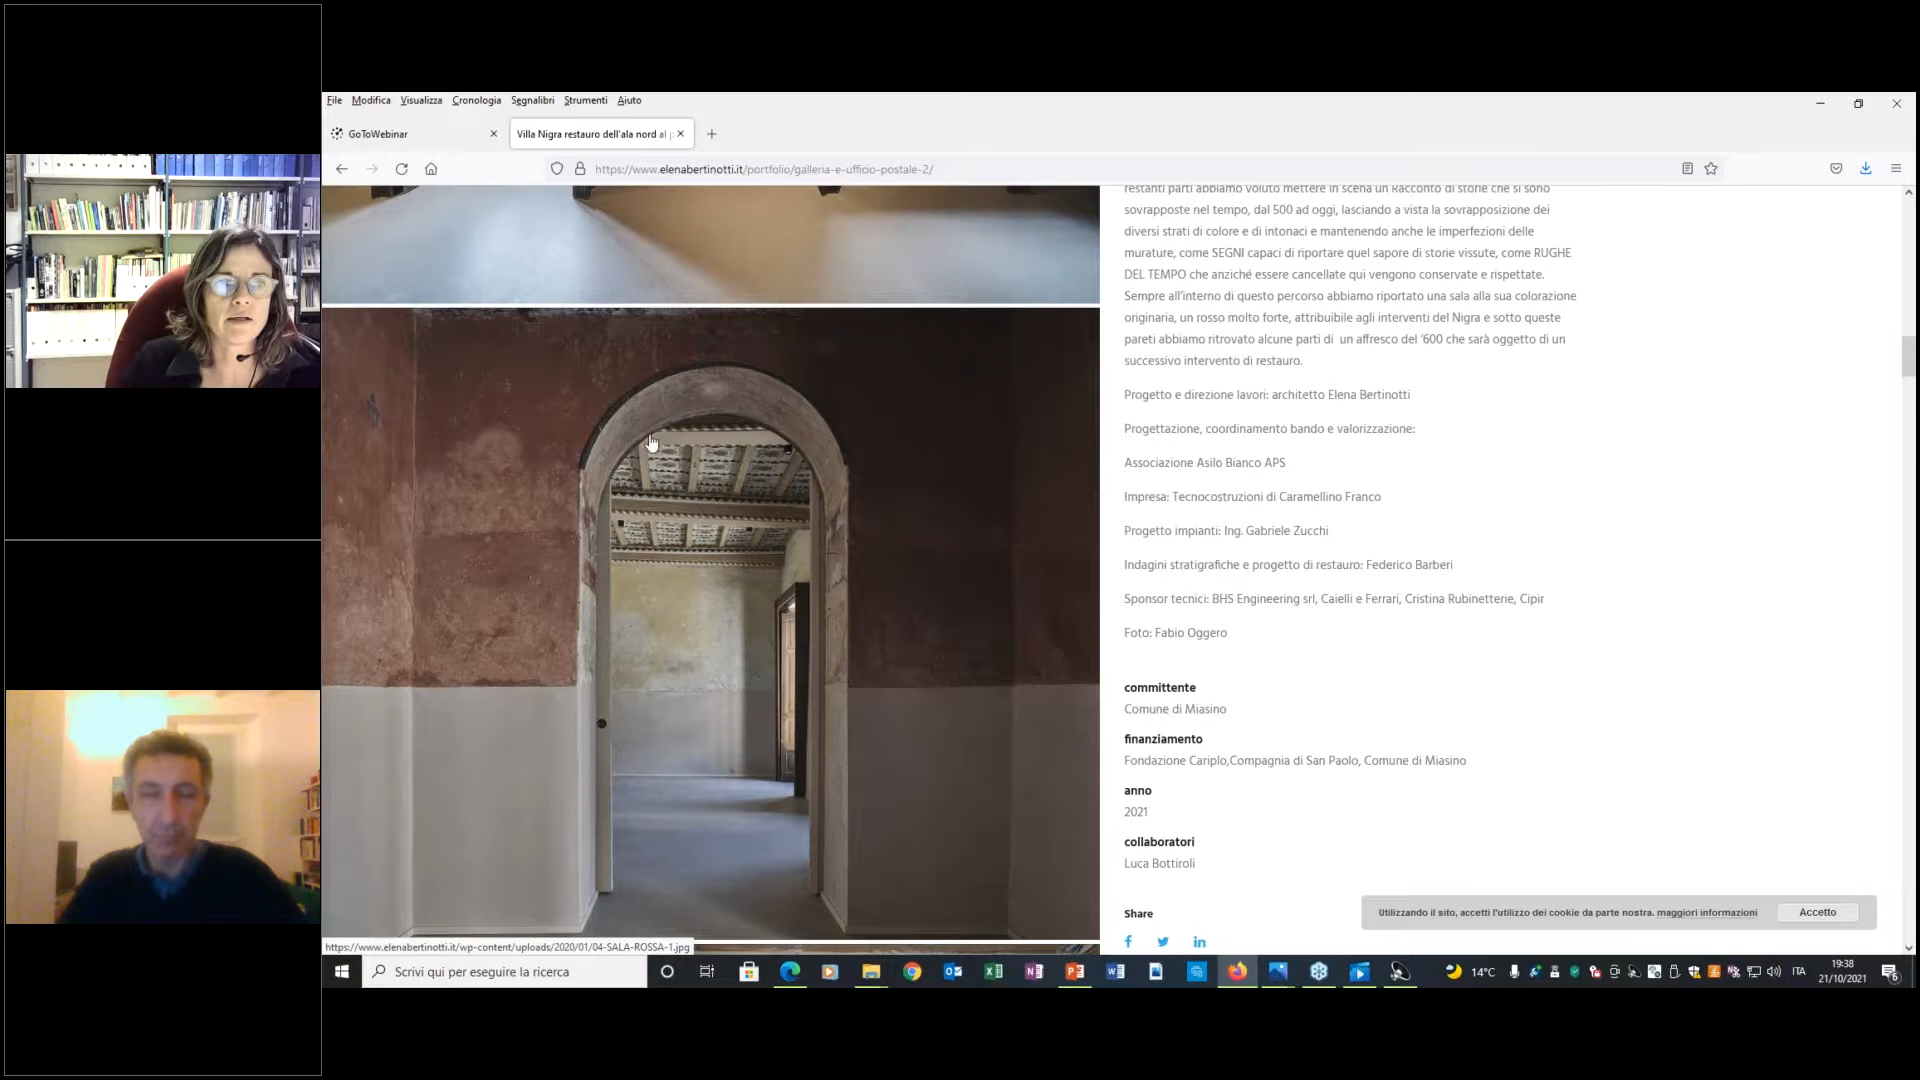 File Modifica Visualizza Cronologia Segnalibri Strumenti Aiuto
GoToWebinar
Villa Nigra restauro dell'ala nord al
https://www.elenabertinotti.it/portfolio/galleria-e-ufficio-postale-2/
restanti parti abbiamo voluto mettere in scena un Racconto di storie che si sono
sovrapposte nel tempo, dal 500 ad oggi, lasciando a vista la sovrapposizione dei
diversi strati di colore e di intonaci e mantenendo anche le imperfezioni delle
murature, come SEGNI capaci di riportare quel sapore di storie vissute, come RUGHE
DEL TEMPO che anziché essere cancellate qui vengono conservate e rispettate.
Sempre all'interno di questo percorso abbiamo riportato una sala alla sua colorazione
originaria, un rosso molto forte, attribuibile agli interventi del Nigra e sotto queste
pareti abbiamo ritrovato alcune parti di un affresco del '600 che sarà oggetto di un
successivo intervento di restauro.
Progetto e direzione lavori: architetto Elena Bertinotti
Progettazione, coordinamento bando e valorizzazione:
Associazione Asilo Bianco APS
Impresa: Tecnocostruzioni di Caramellino Franco
Progetto impianti: Ing. Gabriele Zucchi
Indagini stratigrafiche e progetto di restauro: Federico Barberi
Sponsor tecnici: BHS Engineering srl, Caielli e Ferrari, Cristina Rubinetterie, Cipir
Foto: Fabio Oggero
committente
Comune di Miasino
finanziamento
Fondazione Cariplo,Compagnia di San Paolo, Comune di Miasino
anno
2021
collaboratori
Luca Bottiroli
Share
Utilizzando il sito, accetti l'utilizzo dei cookie da parte nostra. maggiori informazioni
Accetto
https://www.elenabertinotti.it/wp-content/uploads/2020/01/04-SALA-ROSSA-1.jpg
Scrivi qui per eseguire la ricerca
14°C
ITA
19:38
21/10/2021
6